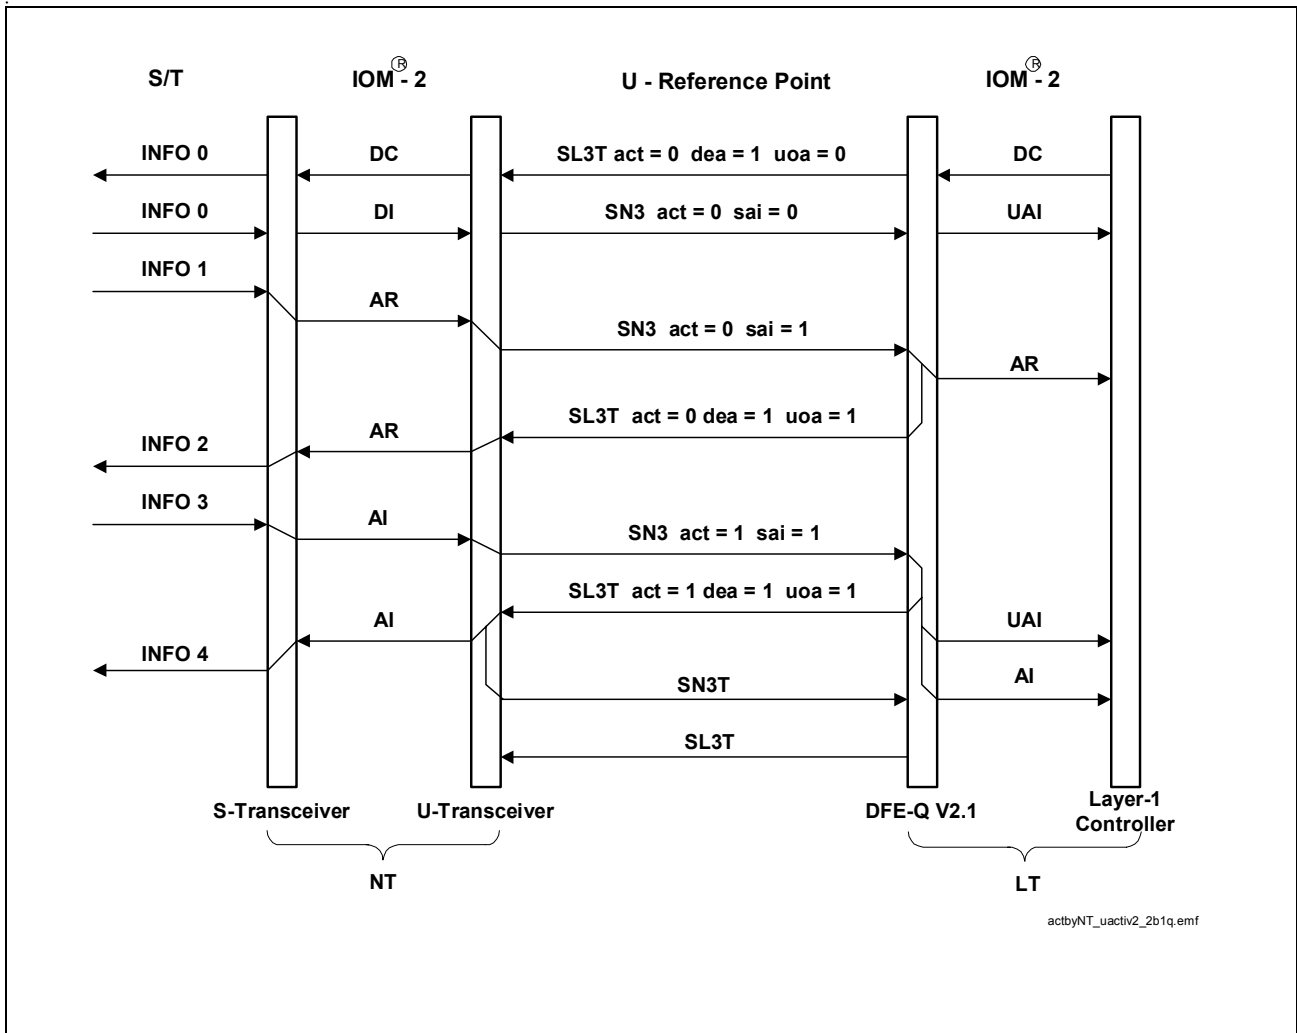 S/T IOM® - 2 U - Reference Point IOM® - 2
INFO 0 DC SL3T act = 0 dea = 1 uoa = 0 DC
INFO 0 DI SN3 act = 0 sai = 0 UAI
INFO 1
AR
SN3 act = 0 sai = 1
AR
SL3T act = 0 dea = 1 uoa = 1
AR
INFO 2
INFO 3
AI
SN3 act = 1 sai = 1
SL3T act = 1 dea = 1 uoa = 1
AI UAI
INFO 4
SN3T AI
SL3T
S-Transceiver U-Transceiver DFE-Q V2.1 Layer-1
Controller
NT LT
actbyNT_uactiv2_2b1q.emf